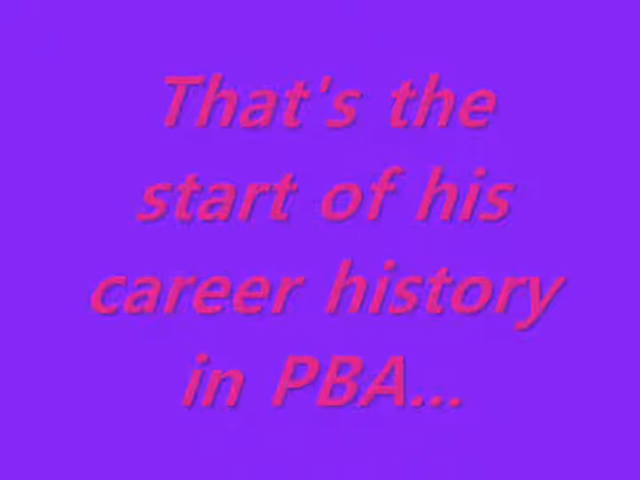 That's the
start of his
career history
in PBA...